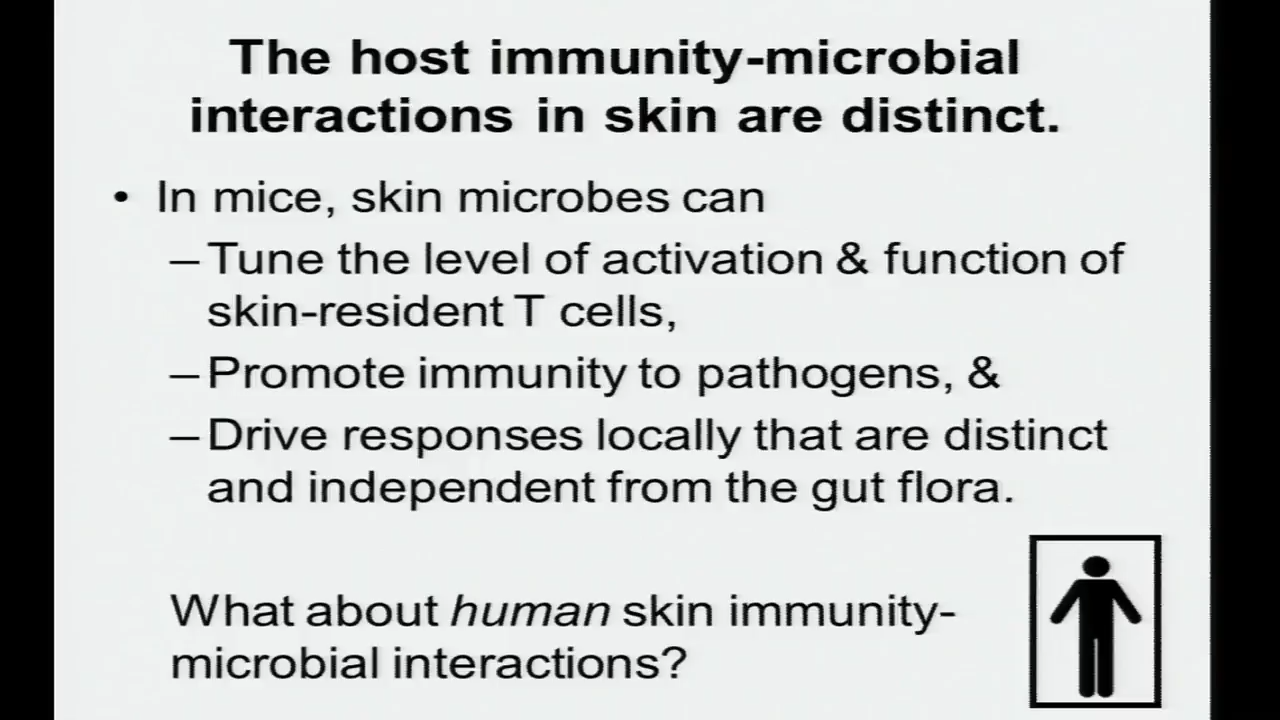 The host immunity-microbial
interactions in skin are distinct.
• In mice, skin microbes can
– Tune the level of activation & function of
skin-resident T cells,
– Promote immunity to pathogens, &
– Drive responses locally that are distinct
and independent from the gut flora.
What about human skin immunity-
microbial interactions?